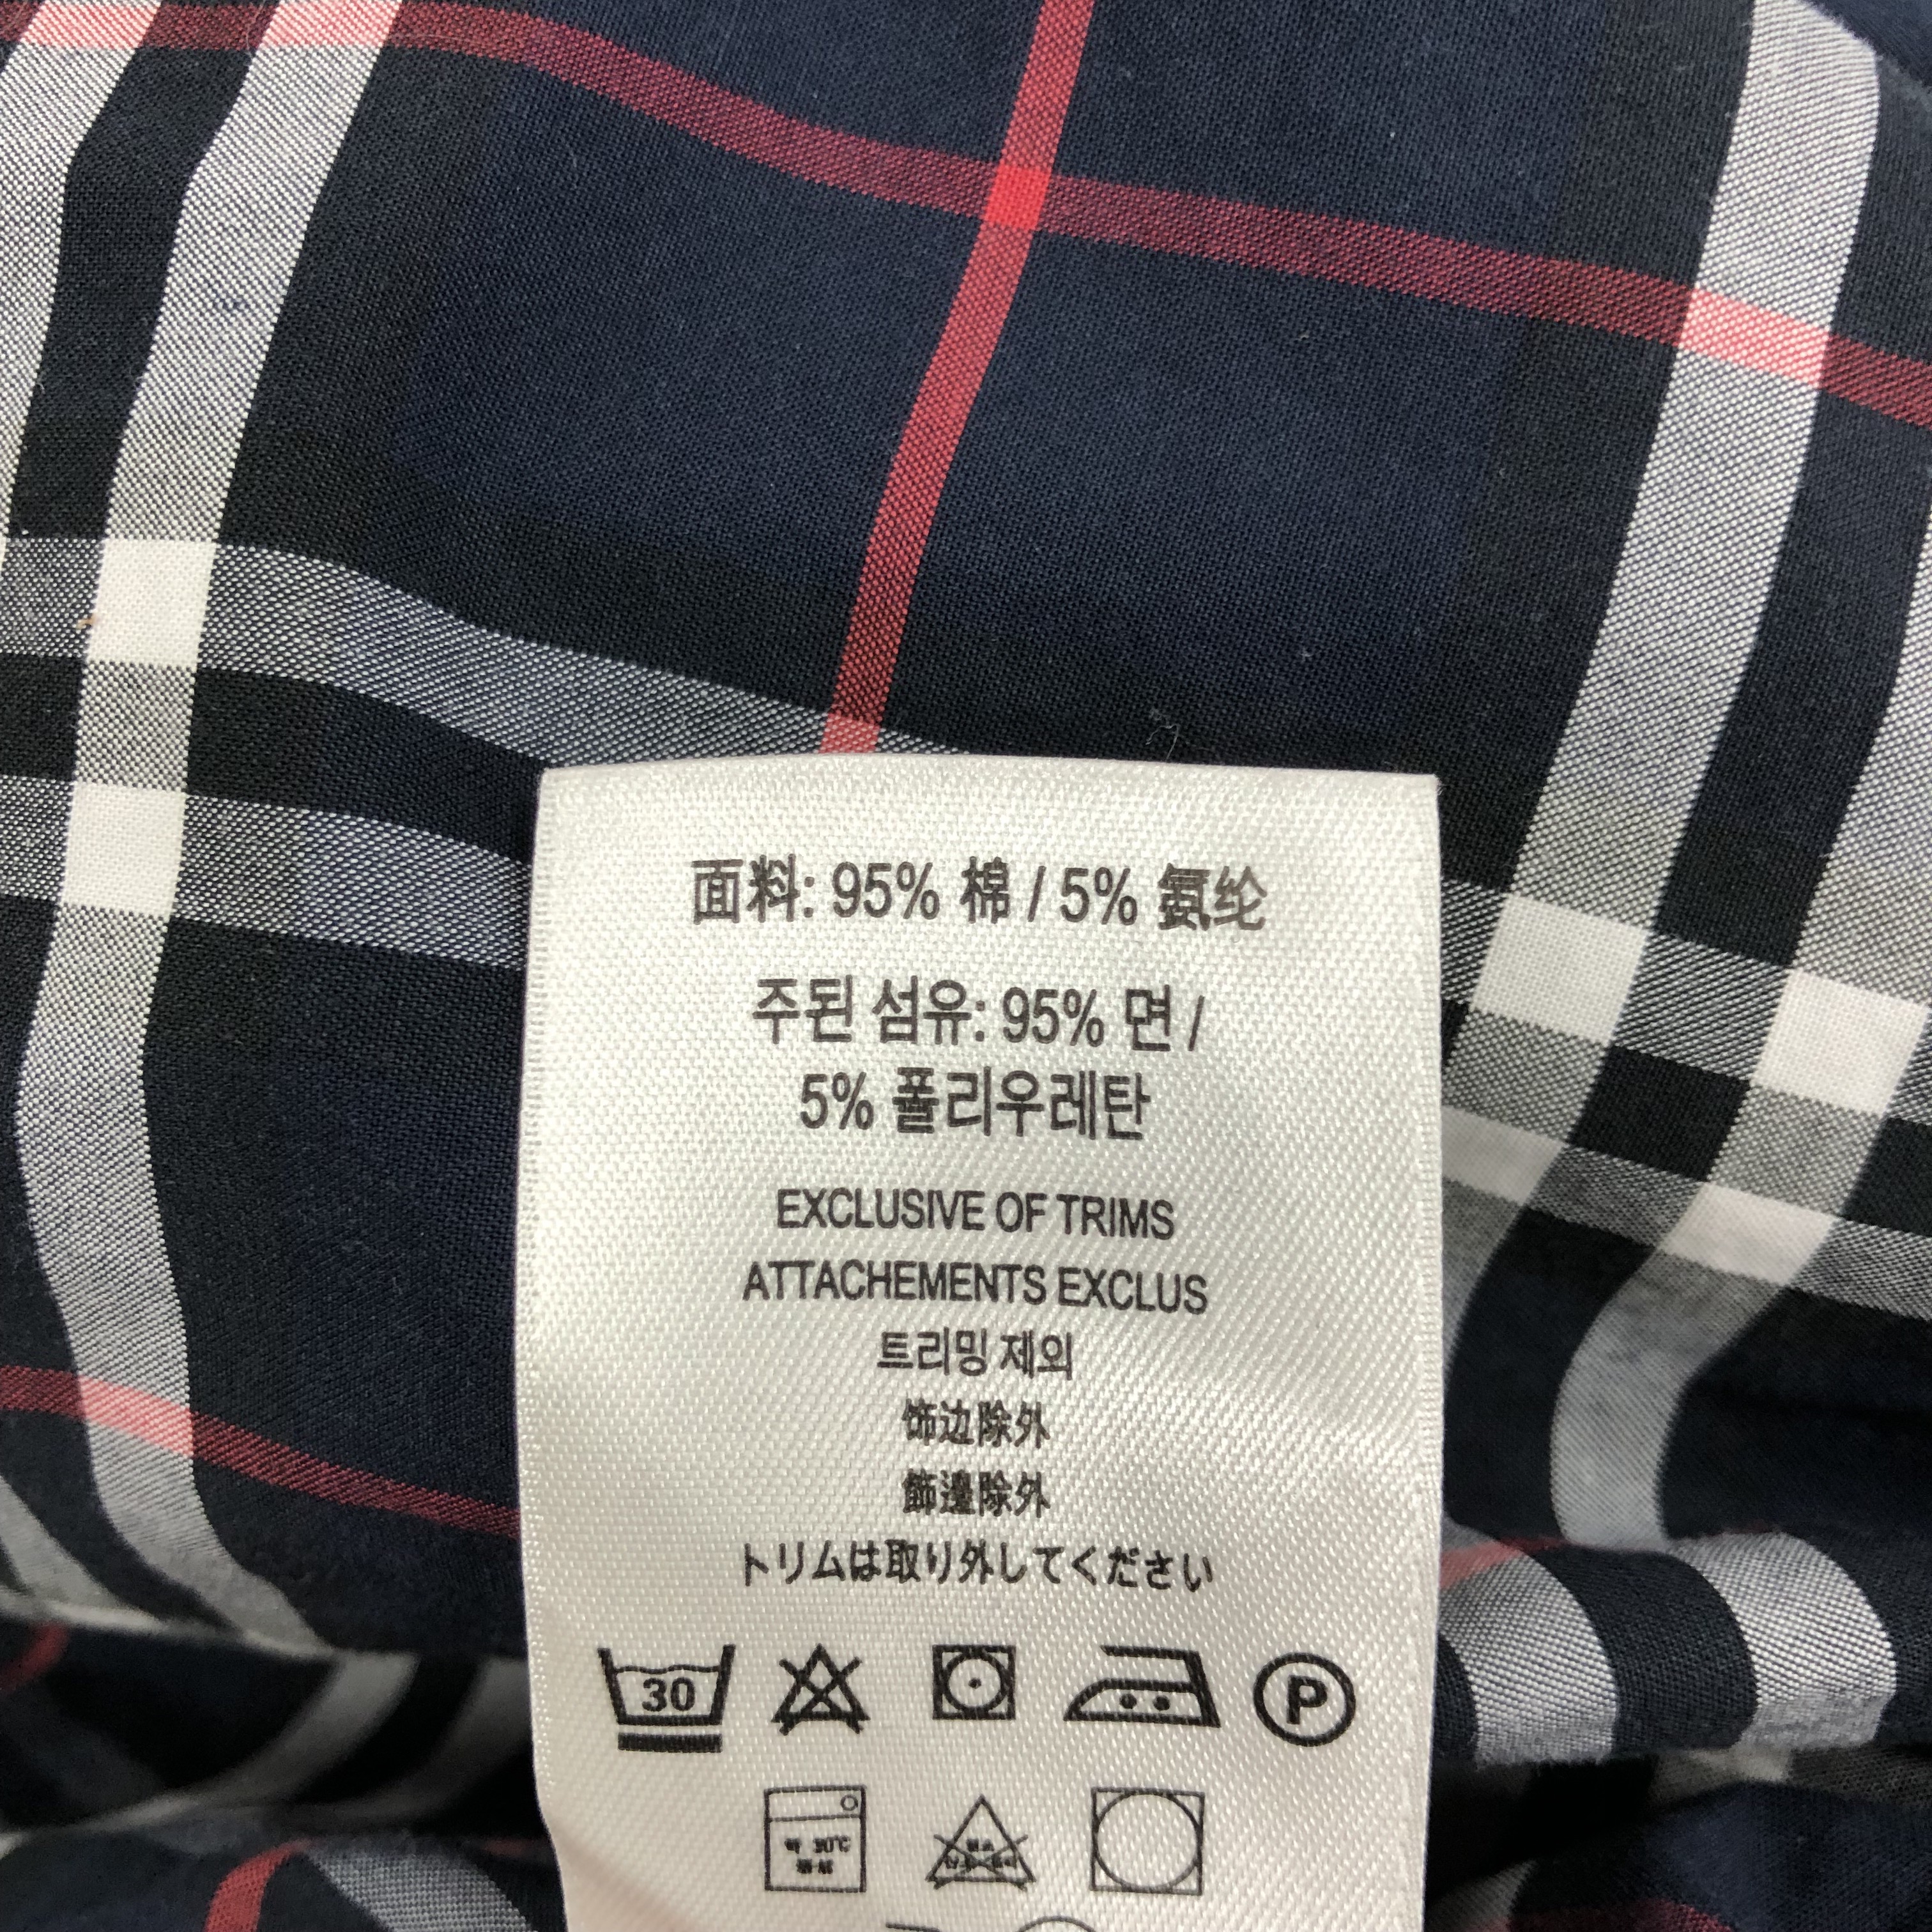 面料: 95% 棉 / 5% 氨纶
주된 섬유: 95% 면 /
5% 폴리우레탄
EXCLUSIVE OF TRIMS
ATTACHEMENTS EXCLUS
트리밍 제외
饰边除外
飾邊除外
トリムは取り外してください
30
P
약 30℃